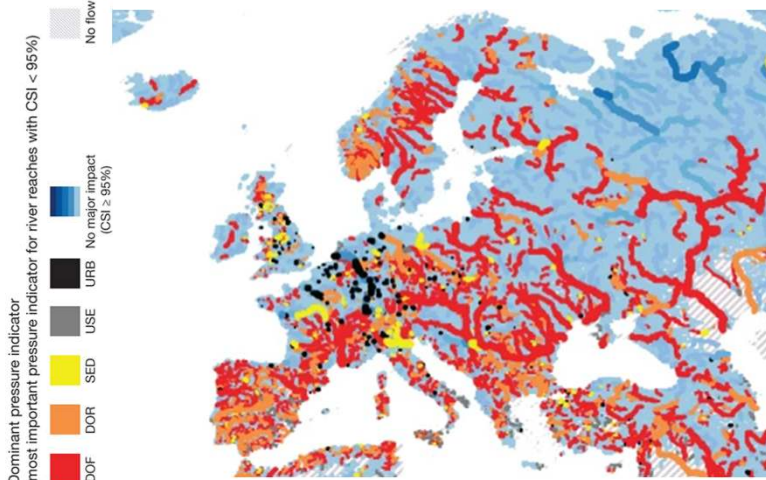 Dominant pressure indicator
most important pressure indicator for river reaches with CSI < 95%)
DOF
DOR
SED
USE
URB
No major impact
(CSI ≥ 95%)
No flow